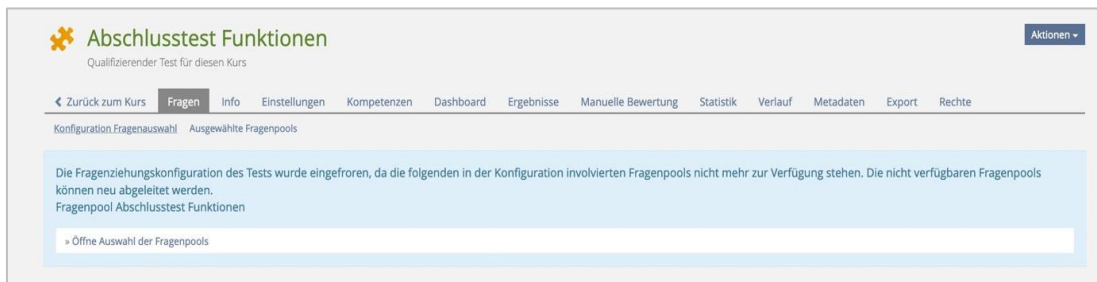 Abschlusstest Funktionen
Aktionen
Qualifizierender Test für diesen Kurs
Zurück zum Kurs Fragen Info Einstellungen Kompetenzen Dashboard Ergebnisse Manuelle Bewertung Statistik Verlauf Metadaten Export Rechte
Konfiguration Fragenauswahl Ausgewählte Fragenpools
Die Fragenziehungskonfiguration des Tests wurde eingefroren, da die folgenden in der Konfiguration involvierten Fragenpools nicht mehr zur Verfügung stehen. Die nicht verfügbaren Fragenpools
können neu abgeleitet werden.
Fragenpool Abschlusstest Funktionen
» Öffne Auswahl der Fragenpools